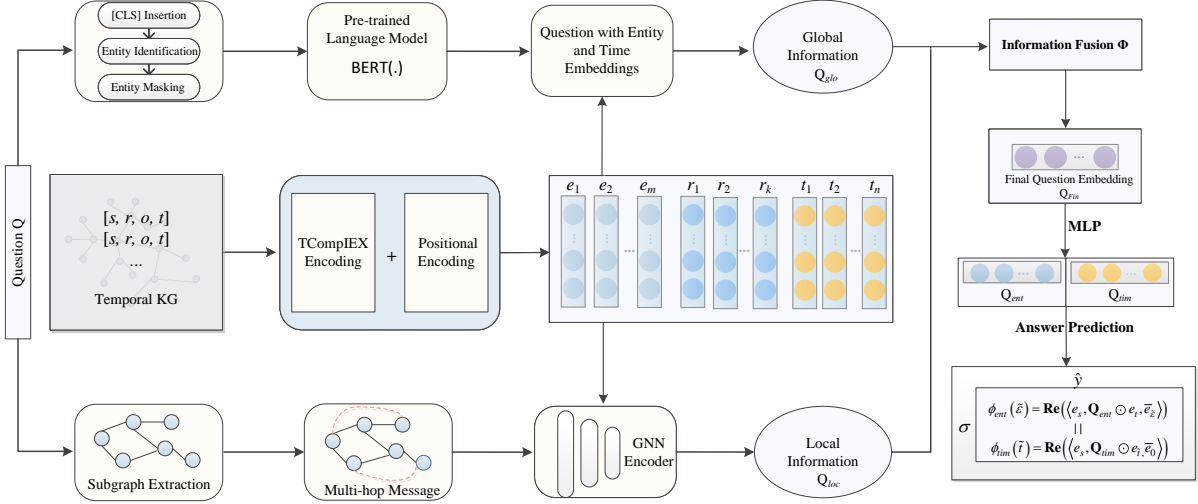 [CLS] Insertion
Entity Identification
Entity Masking
Pre-trained
Language Model
BERT(.)
Question with Entity
and Time
Embeddings
Global
Information
Q_glo
Information Fusion Φ
Question Q
[s, r, o, t]
[s, r, o, t]
...
Temporal KG
TCompIEX
Encoding
+
Positional
Encoding
e_1 e_2 e_m r_1 r_2 r_k t_1 t_2 t_n
... ... ...
...
Final Question Embedding
Q_Fin
MLP
... ...
Q_ent Q_tim
Answer Prediction
Subgraph Extraction
Multi-hop Message
GNN
Encoder
Local
Information
Q_loc
ŷ
σ
ϕ_ent(ε̃) = Re(⟨e_s, Q_ent ⊙ e_t, e̅_ε̃⟩)
||
ϕ_tim(t̃) = Re(⟨e_s, Q_tim ⊙ e_t̃, e̅_0⟩)